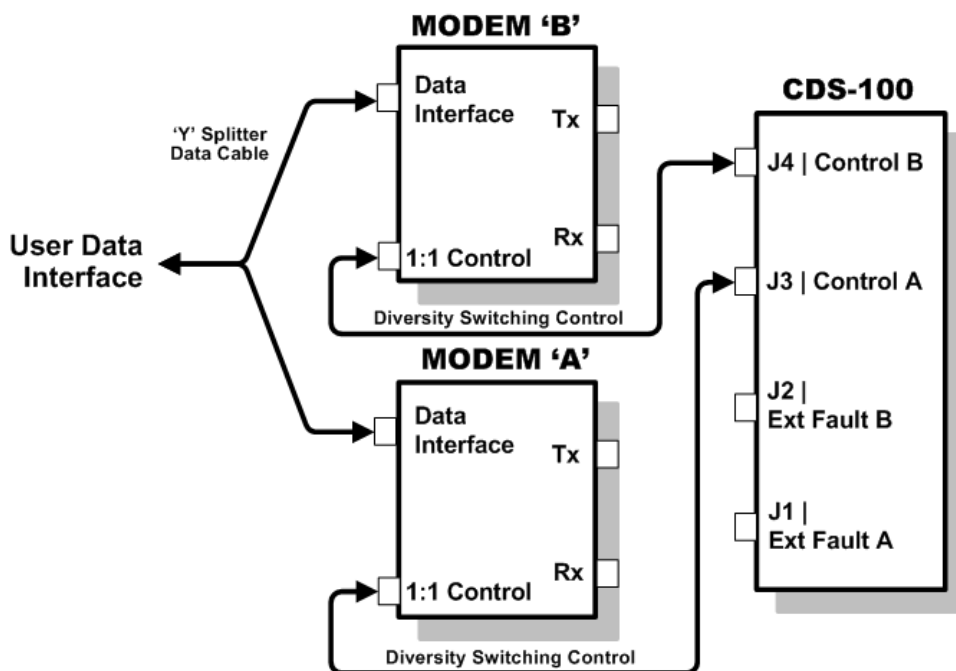 MODEM ‘B’
Data
Interface
Tx
Rx
1:1 Control
‘Y’ Splitter
Data Cable
User Data
Interface
Diversity Switching Control
MODEM ‘A’
Data
Interface
Tx
Rx
1:1 Control
Diversity Switching Control
CDS-100
J4 | Control B
J3 | Control A
J2 |
Ext Fault B
J1 |
Ext Fault A